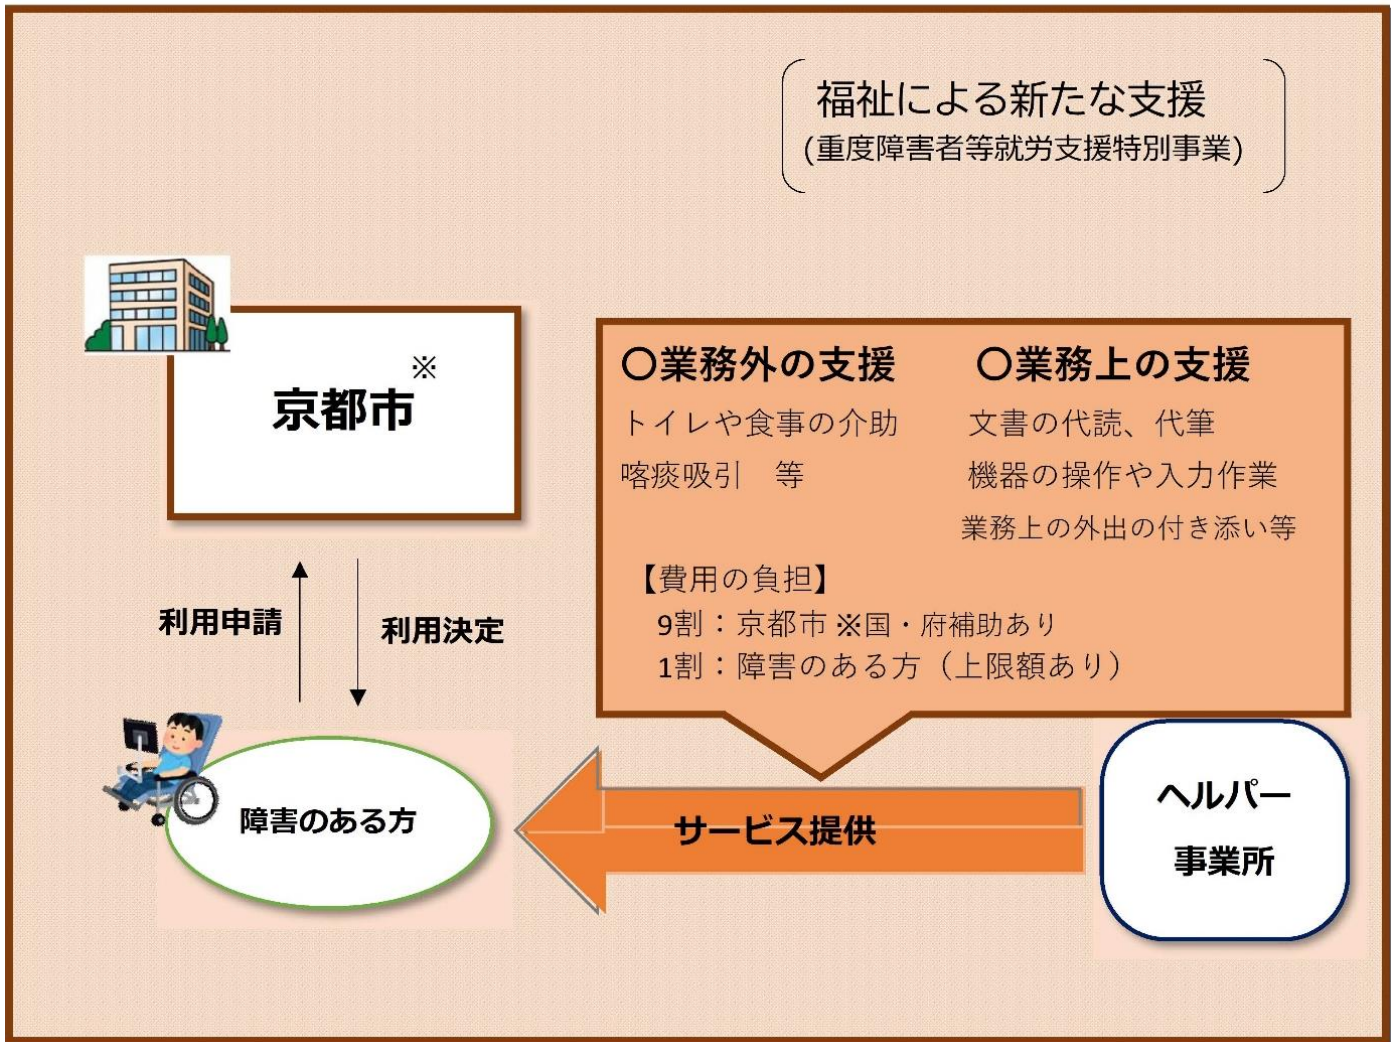 福祉による新たな支援
(重度障害者等就労支援特別事業)
京都市※
利用申請
利用決定
障害のある方
〇業務外の支援
トイレや食事の介助
喀痰吸引　等
〇業務上の支援
文書の代読、代筆
機器の操作や入力作業
業務上の外出の付き添い等
【費用の負担】
9割：京都市 ※国・府補助あり
1割：障害のある方（上限額あり）
サービス提供
ヘルパー
事業所